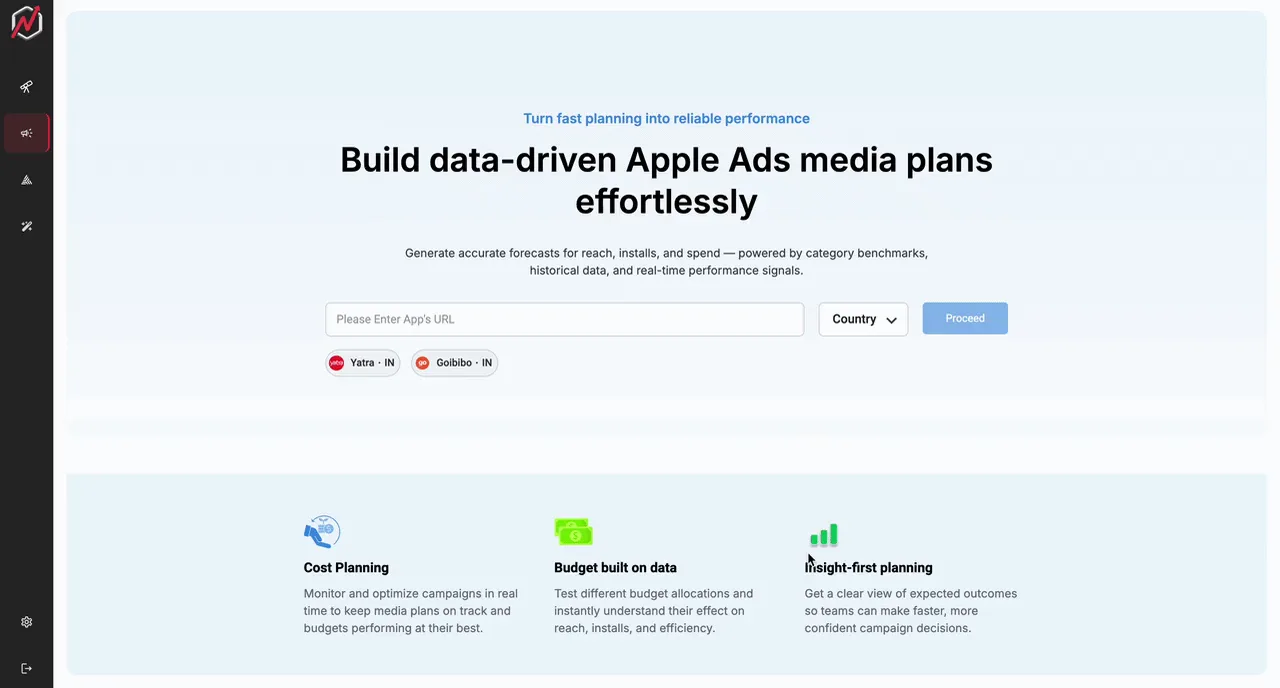 Turn fast planning into reliable performance
Build data-driven Apple Ads media plans
effortlessly
Generate accurate forecasts for reach, installs, and spend — powered by category benchmarks,
historical data, and real-time performance signals.
Please Enter App's URL
Country
Proceed
yatra Yatra · IN
go Goibibo · IN
Cost Planning
Monitor and optimize campaigns in real
time to keep media plans on track and
budgets performing at their best.
Budget built on data
Test different budget allocations and
instantly understand their effect on
reach, installs, and efficiency.
Insight-first planning
Get a clear view of expected outcomes
so teams can make faster, more
confident campaign decisions.